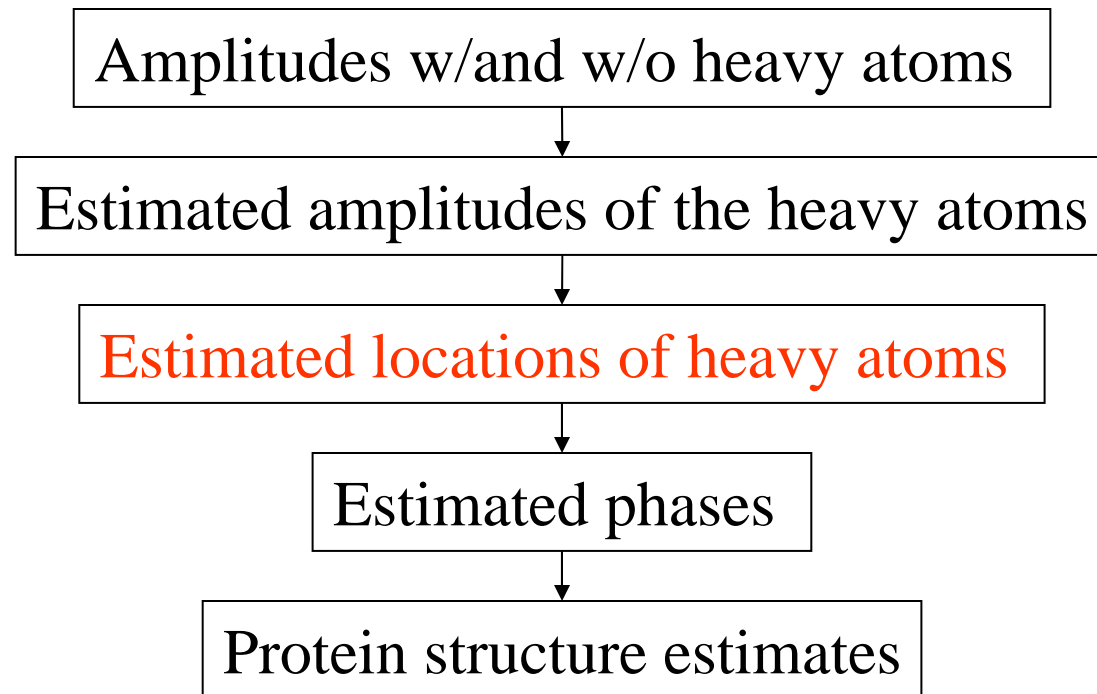 Amplitudes w/and w/o heavy atoms
Estimated amplitudes of the heavy atoms
Estimated locations of heavy atoms
Estimated phases
Protein structure estimates